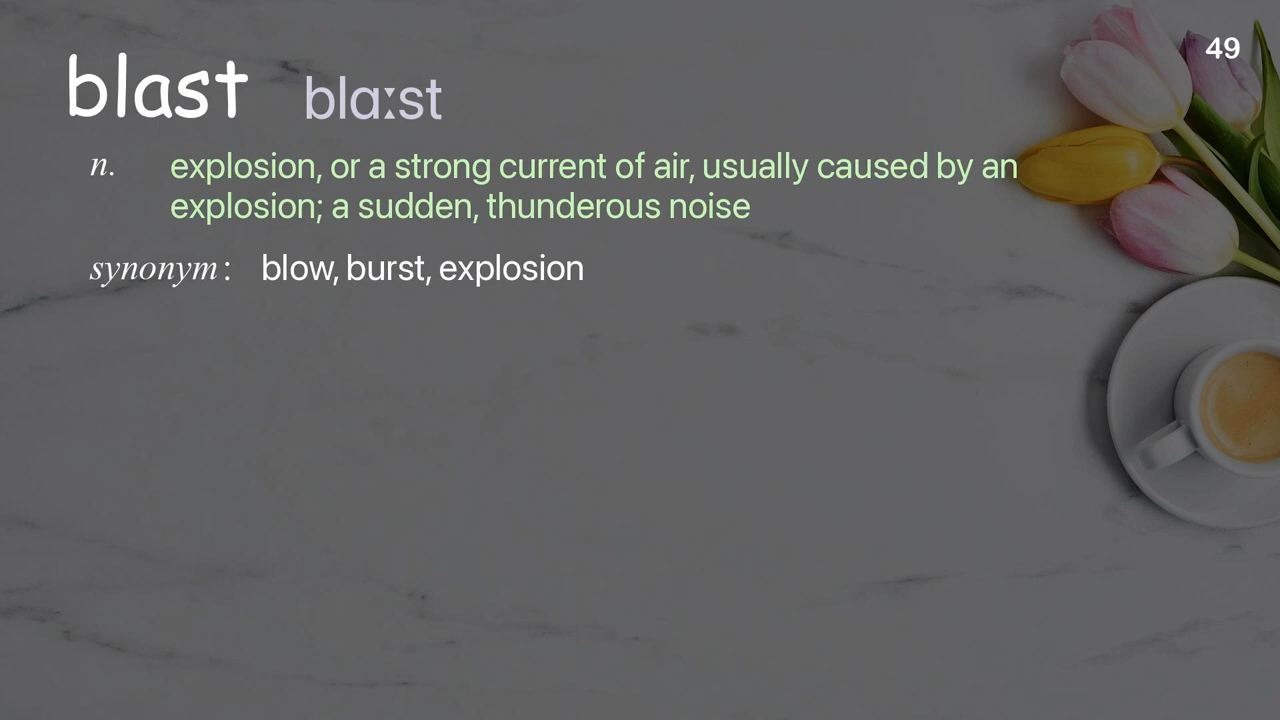 49
blast blɑːst
n. explosion, or a strong current of air, usually caused by an
explosion; a sudden, thunderous noise
synonym : blow, burst, explosion